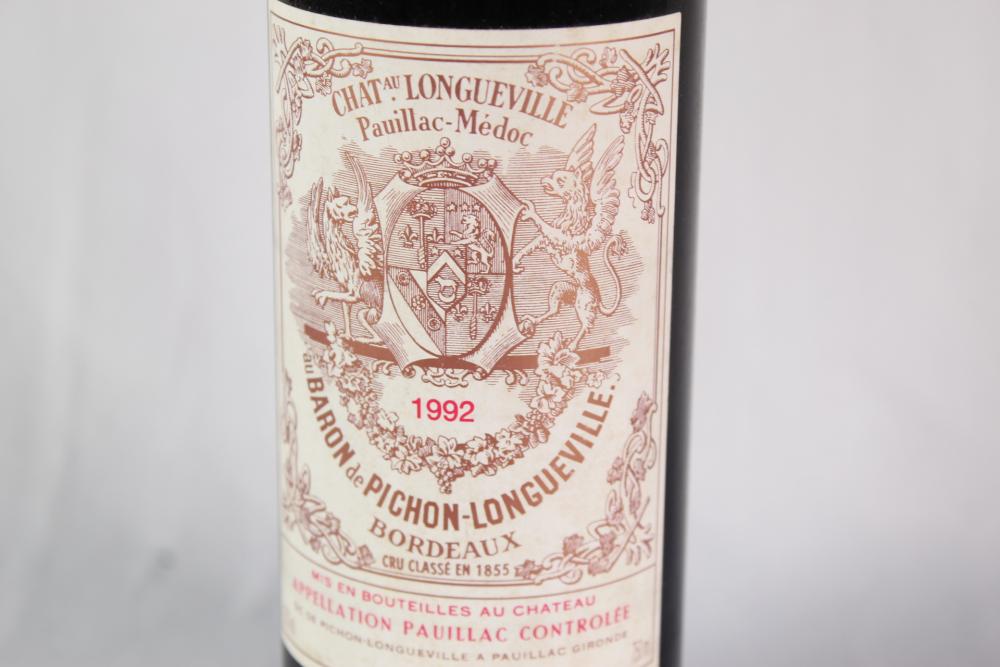 CHATAU. LONGUEVILLE
Pauillac-Médoc
1992
au BARON de PICHON-LONGUEVILLE.
BORDEAUX
CRU CLASSÉ EN 1855
MIS EN BOUTEILLES AU CHATEAU
APPELLATION PAUILLAC CONTROLÉE
DE PICHON-LONGUEVILLE A PAUILLAC GIRONDE